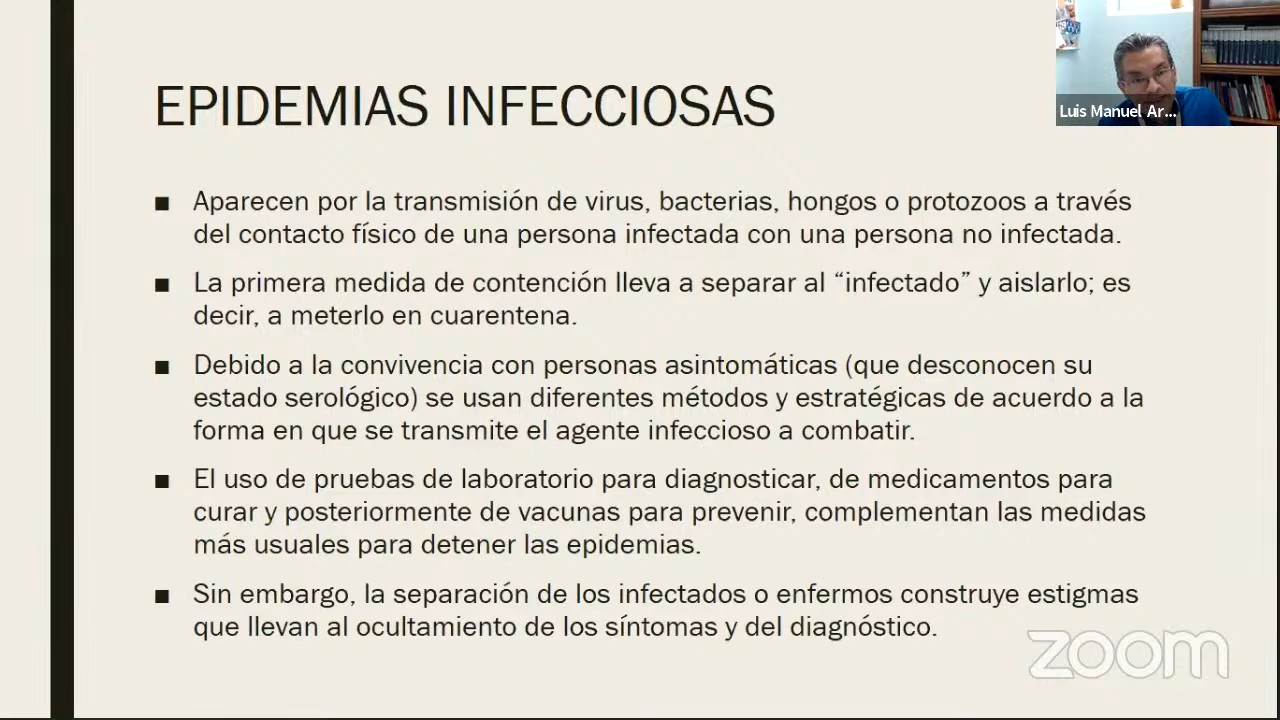 EPIDEMIAS INFECCIOSAS
Luis Manuel Ar...
■ Aparecen por la transmisión de virus, bacterias, hongos o protozoos a través
del contacto físico de una persona infectada con una persona no infectada.
■ La primera medida de contención lleva a separar al “infectado” y aislarlo; es
decir, a meterlo en cuarentena.
■ Debido a la convivencia con personas asintomáticas (que desconocen su
estado serológico) se usan diferentes métodos y estratégicas de acuerdo a la
forma en que se transmite el agente infeccioso a combatir.
■ El uso de pruebas de laboratorio para diagnosticar, de medicamentos para
curar y posteriormente de vacunas para prevenir, complementan las medidas
más usuales para detener las epidemias.
■ Sin embargo, la separación de los infectados o enfermos construye estigmas
que llevan al ocultamiento de los síntomas y del diagnóstico.
zoom